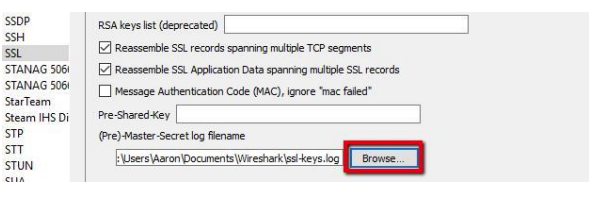 SSDP
SSH
SSL
STANAG 506
STANAG 506
StarTeam
Steam IHS Di
STP
STT
STUN
RSA keys list (deprecated)
Reassemble SSL records spanning multiple TCP segments
Reassemble SSL Application Data spanning multiple SSL records
Message Authentication Code (MAC), ignore "mac failed"
Pre-Shared-Key
(Pre)-Master-Secret log filename
:\Users\Aaron\Documents\Wireshark\ssl-keys.log Browse...